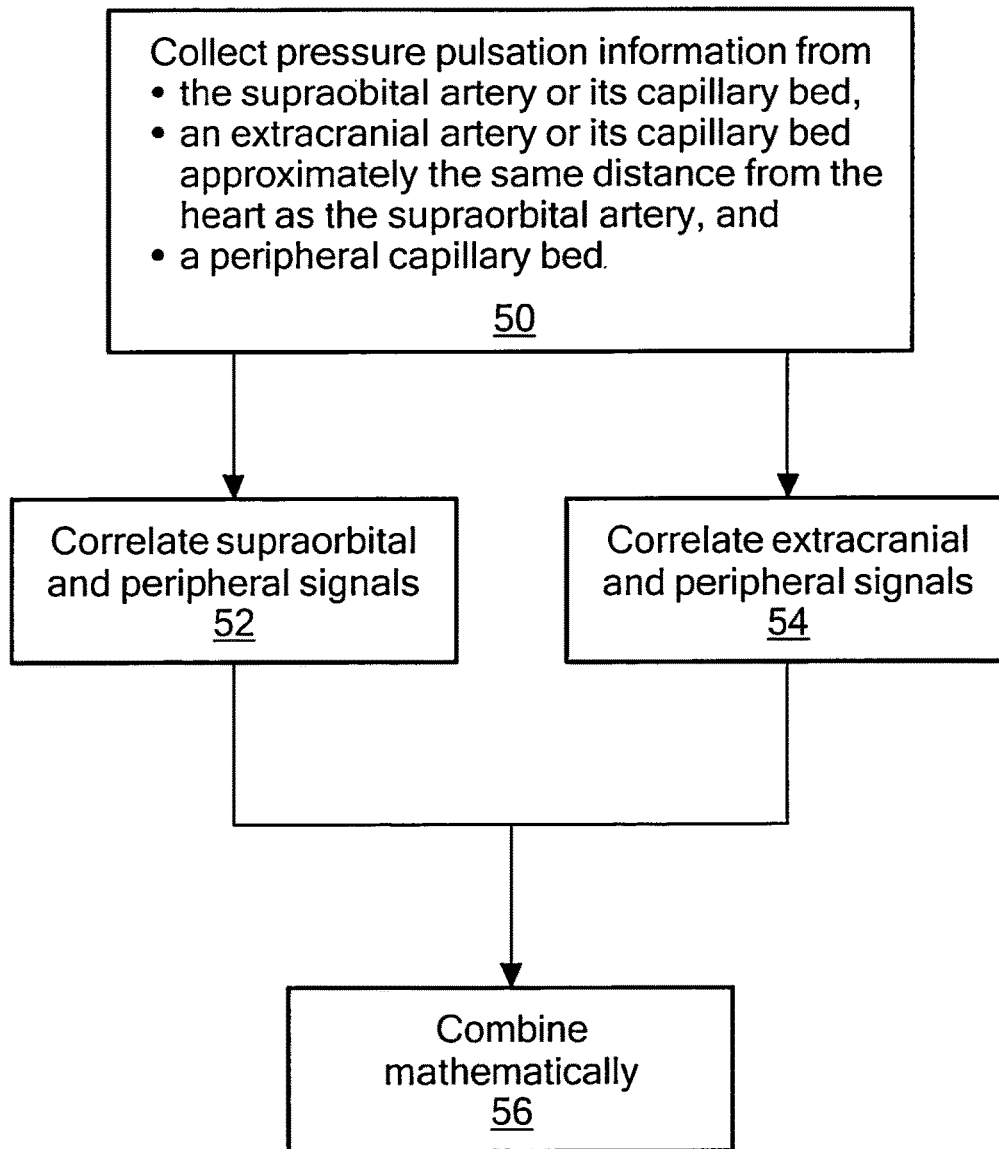 Collect pressure pulsation information from
• the supraobital artery or its capillary bed,
• an extracranial artery or its capillary bed
approximately the same distance from the
heart as the supraorbital artery, and
• a peripheral capillary bed.
50
Correlate supraorbital
and peripheral signals
52
Correlate extracranial
and peripheral signals
54
Combine
mathematically
56